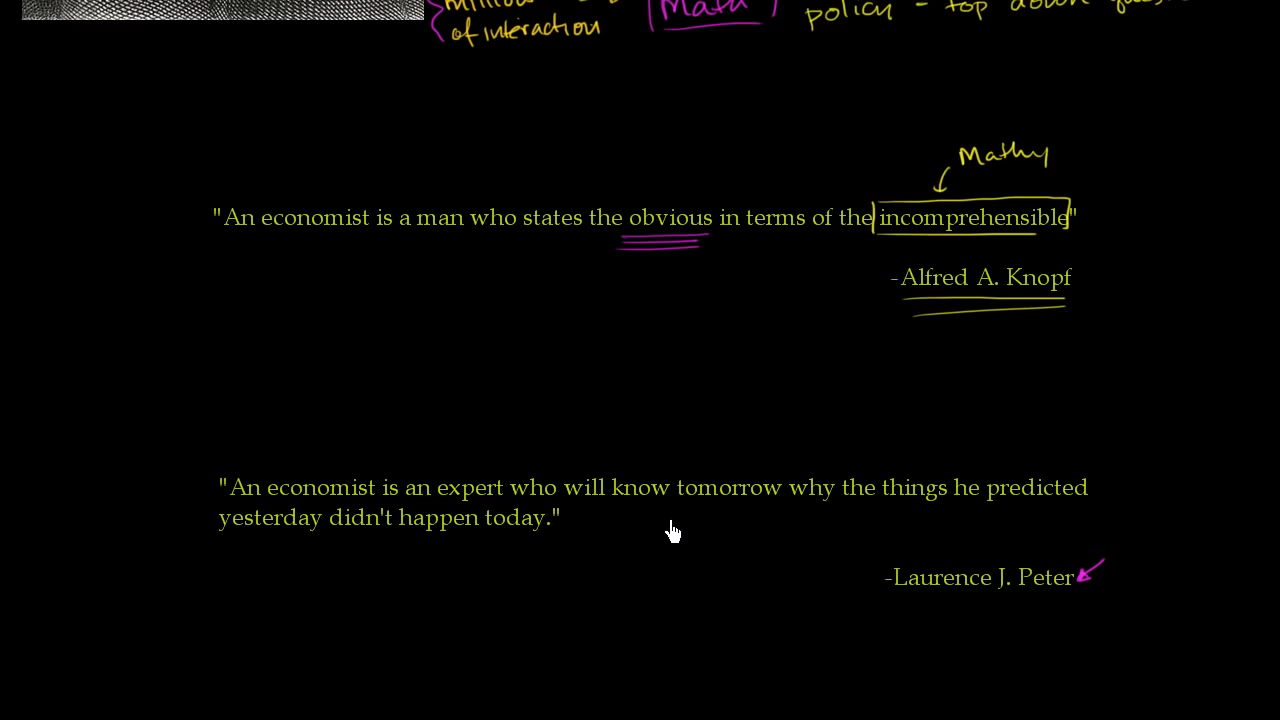 of interaction
Math
policy - top down
Mathy
"An economist is a man who states the obvious in terms of the incomprehensible"
-Alfred A. Knopf
"An economist is an expert who will know tomorrow why the things he predicted
yesterday didn't happen today."
-Laurence J. Peter